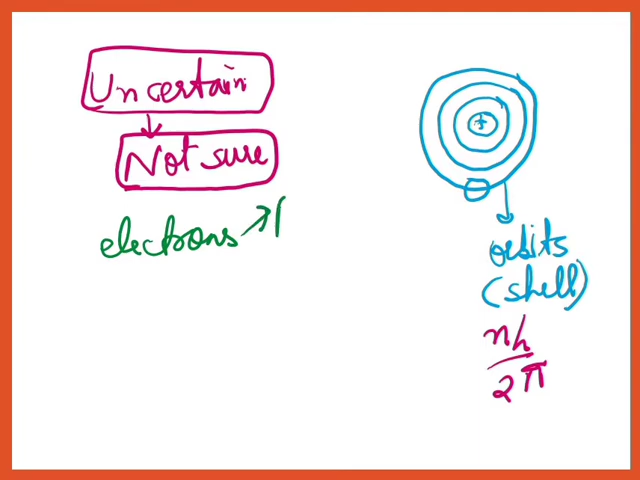 Uncertain
Not sure
electrons
+
orbits
(shell)
nh
2π